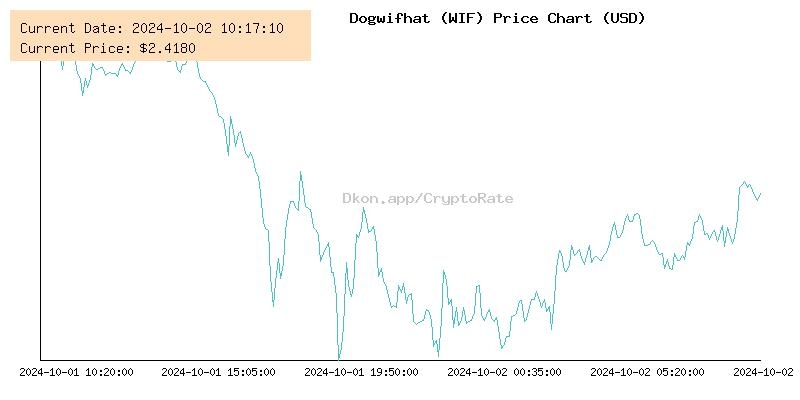 Dogwifhat (WIF) Price Chart (USD)
Current Date: 2024-10-02 10:17:10
Current Price: $2.4180
Dkon.app/CryptoRate
2024-10-01 10:20:00 2024-10-01 15:05:00 2024-10-01 19:50:00 2024-10-02 00:35:00 2024-10-02 05:20:00 2024-10-02